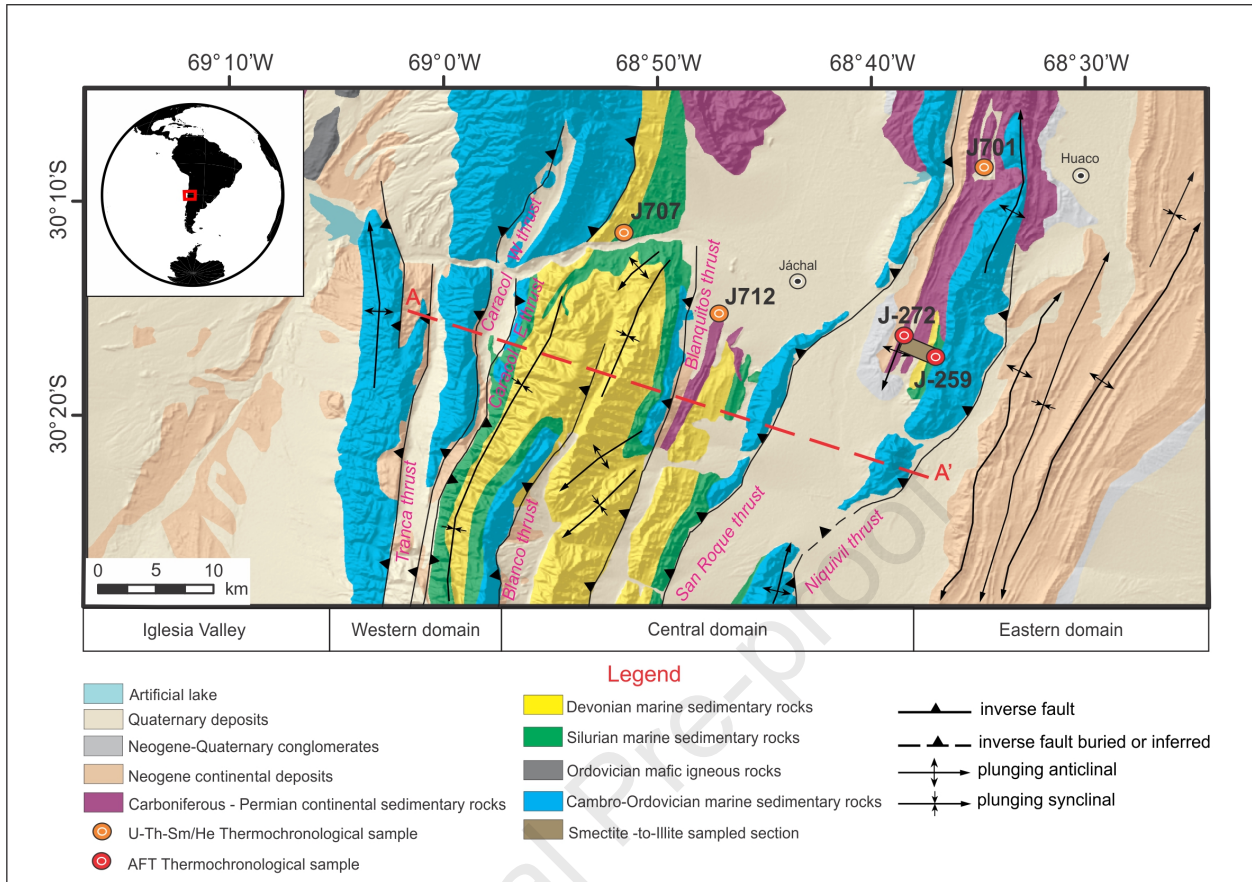 69°10'W 69°0'W 68°50'W 68°40'W 68°30'W
30°10'S
30°20'S
J701
Huaco
J707
Caracol W thrust
Caracol E thrust
Blanquitos thrust
Jáchal
J712
A
J-272
J-259
A'
Tranca thrust
Blanco thrust
San Roque thrust
Niquivil thrust
0 5 10
km
Iglesia Valley Western domain Central domain Eastern domain
Legend
Artificial lake
Quaternary deposits
Neogene-Quaternary conglomerates
Neogene continental deposits
Carboniferous - Permian continental sedimentary rocks
U-Th-Sm/He Thermochronological sample
AFT Thermochronological sample
Devonian marine sedimentary rocks
Silurian marine sedimentary rocks
Ordovician mafic igneous rocks
Cambro-Ordovician marine sedimentary rocks
Smectite -to-Illite sampled section
inverse fault
inverse fault buried or inferred
plunging anticlinal
plunging synclinal
al Pre-proof